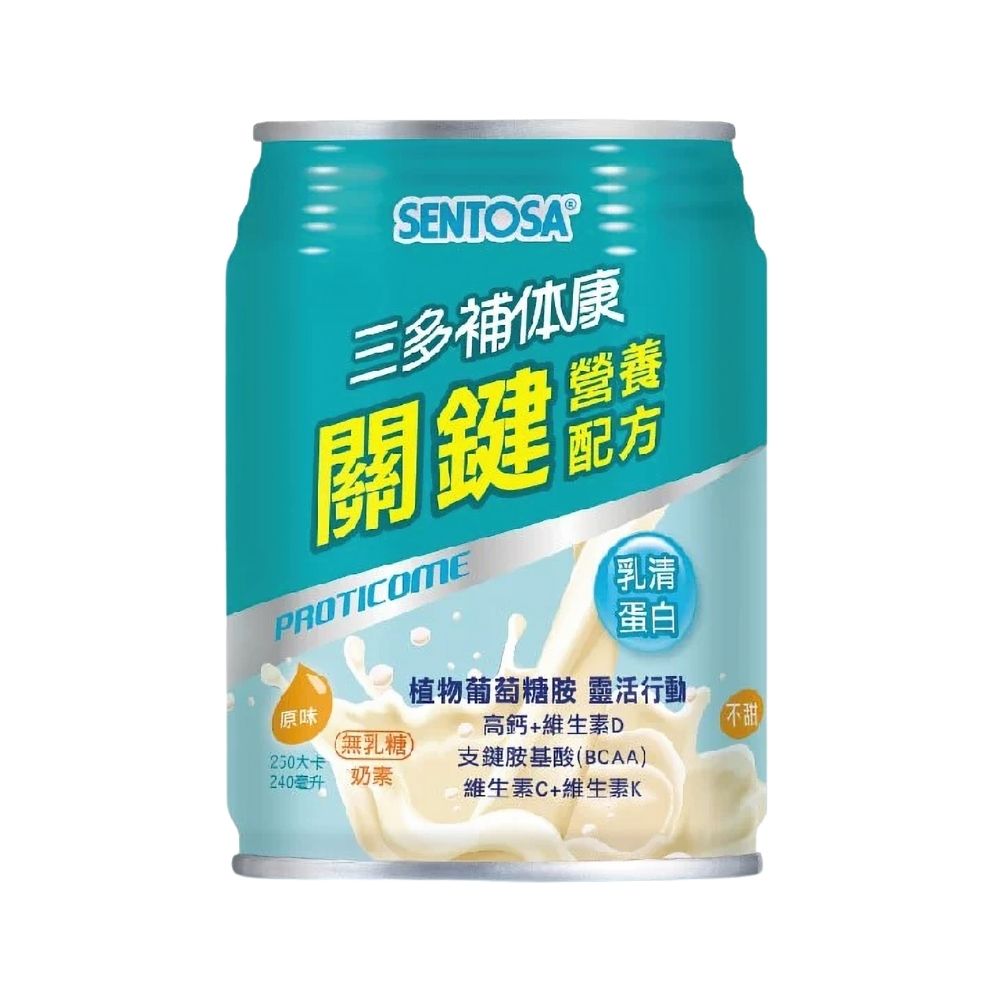 SENTOSA®
三多補体康
關鍵
營養
配方
PROTICOME
乳清
蛋白
植物葡萄糖胺 靈活行動
高鈣+維生素D
支鏈胺基酸(BCAA)
維生素C+維生素K
原味
250大卡
240毫升
無乳糖
奶素
不甜